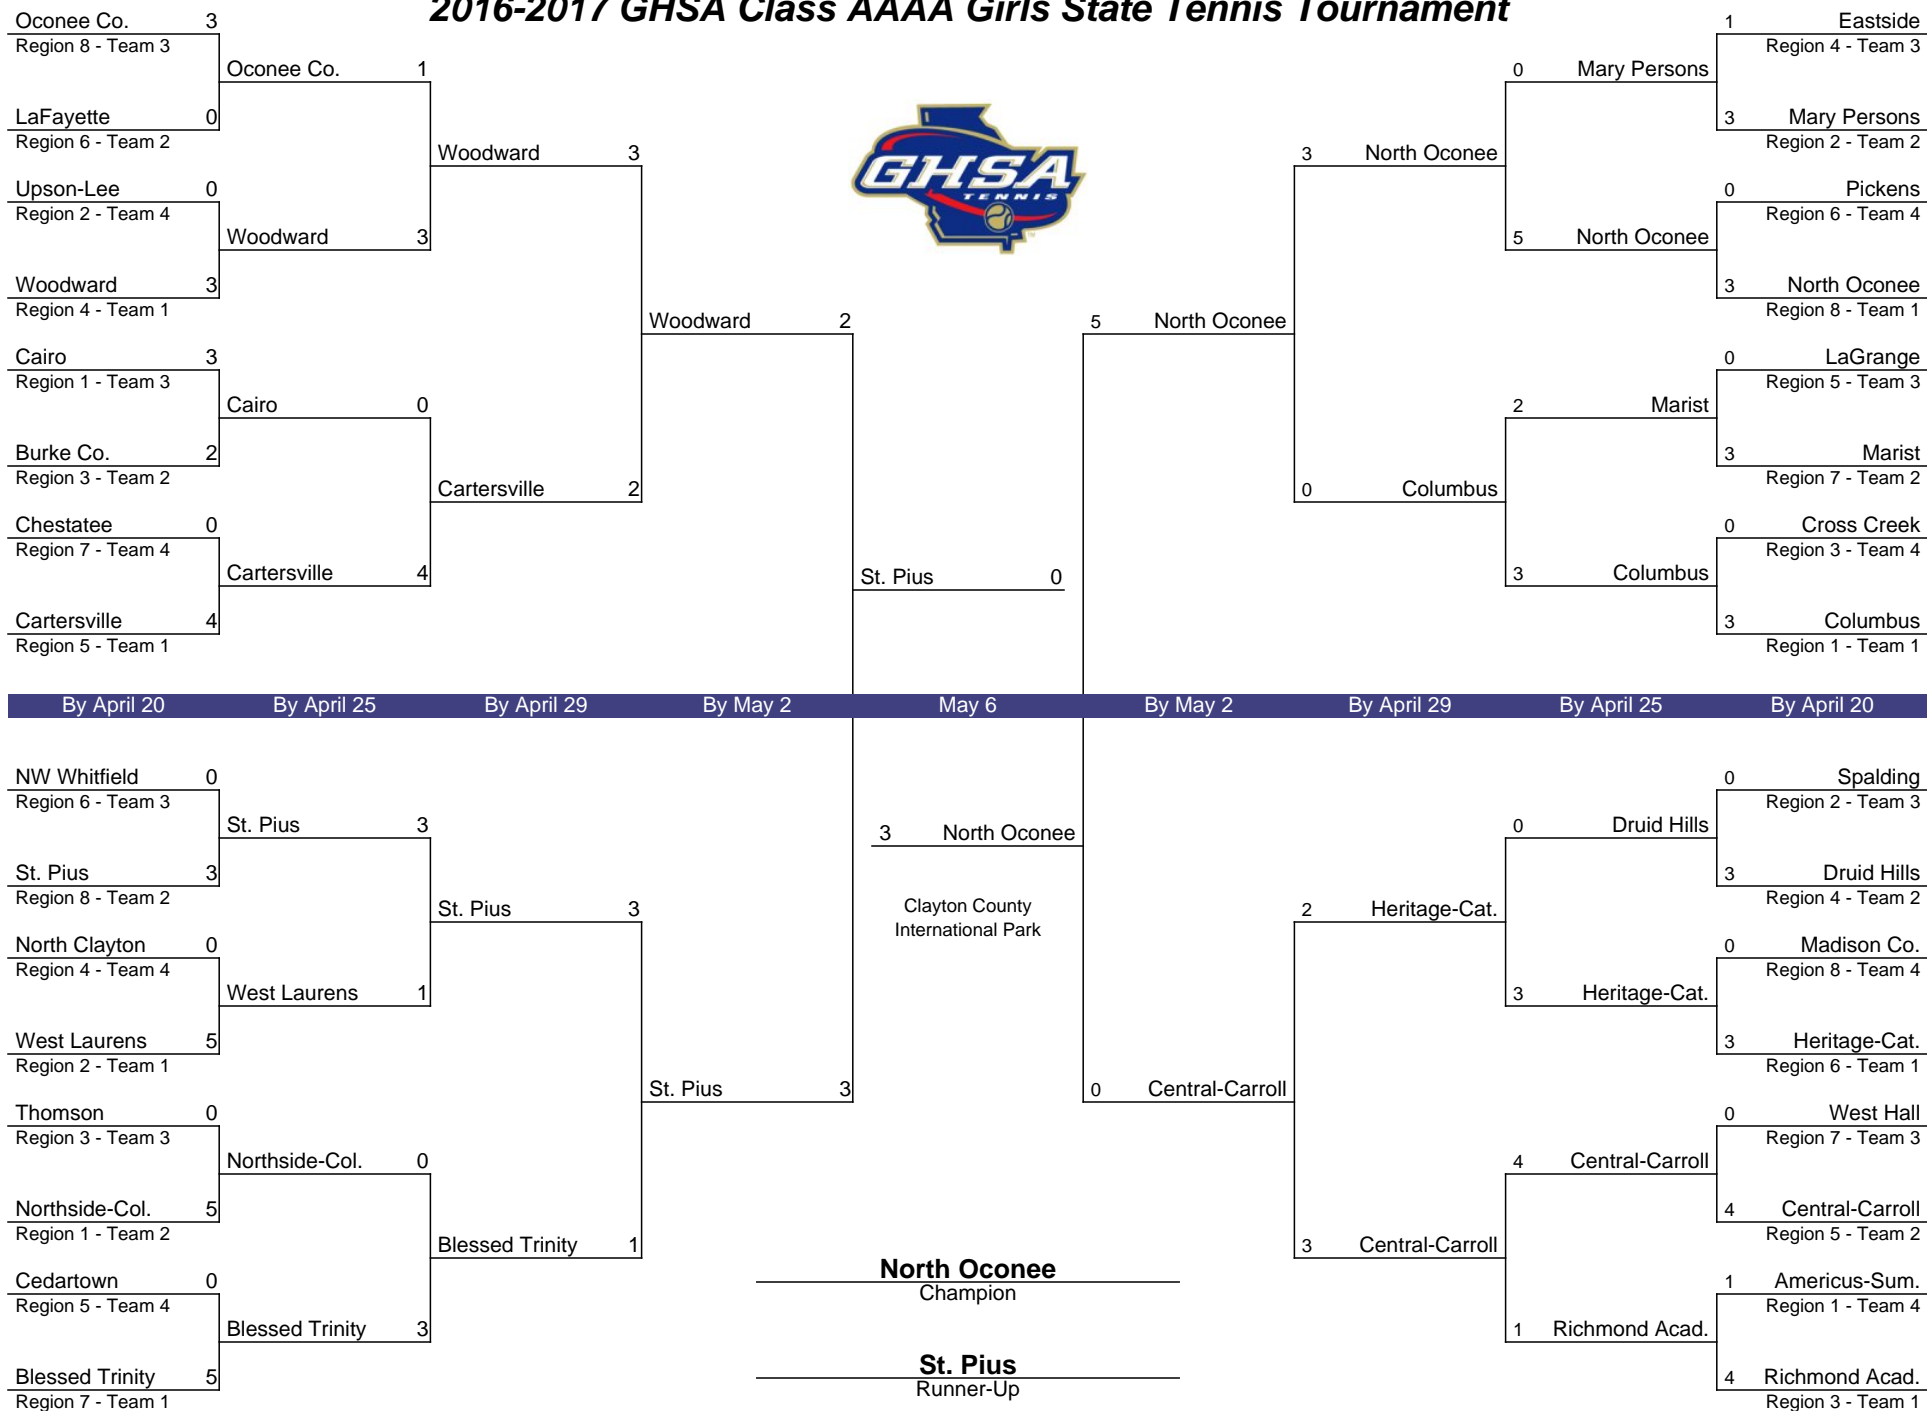 2016-2017 GHSA Class AAAA Girls State Tennis Tournament
Oconee Co. 3
Region 8 - Team 3
LaFayette 0
Region 6 - Team 2
Upson-Lee 0
Region 2 - Team 4
Woodward 3
Region 4 - Team 1
Cairo 3
Region 1 - Team 3
Burke Co. 2
Region 3 - Team 2
Chestatee 0
Region 7 - Team 4
Cartersville 4
Region 5 - Team 1
Oconee Co. 1
Woodward 3
Cairo 0
Cartersville 4
Woodward 3
Cartersville 2
Woodward 2
St. Pius 0
GHSA
TENNIS
5 North Oconee
3 North Oconee
0 Columbus
0 Mary Persons
5 North Oconee
2 Marist
3 Columbus
1 Eastside
Region 4 - Team 3
3 Mary Persons
Region 2 - Team 2
0 Pickens
Region 6 - Team 4
3 North Oconee
Region 8 - Team 1
0 LaGrange
Region 5 - Team 3
3 Marist
Region 7 - Team 2
0 Cross Creek
Region 3 - Team 4
3 Columbus
Region 1 - Team 1
By April 20 By April 25 By April 29 By May 2 May 6 By May 2 By April 29 By April 25 By April 20
NW Whitfield 0
Region 6 - Team 3
St. Pius 3
Region 8 - Team 2
North Clayton 0
Region 4 - Team 4
West Laurens 5
Region 2 - Team 1
Thomson 0
Region 3 - Team 3
Northside-Col. 5
Region 1 - Team 2
Cedartown 0
Region 5 - Team 4
Blessed Trinity 5
Region 7 - Team 1
St. Pius 3
West Laurens 1
Northside-Col. 0
Blessed Trinity 3
St. Pius 3
Blessed Trinity 1
St. Pius 3
3 North Oconee
Clayton County
International Park
North Oconee
Champion
St. Pius
Runner-Up
0 Central-Carroll
2 Heritage-Cat.
3 Central-Carroll
0 Druid Hills
3 Heritage-Cat.
4 Central-Carroll
1 Richmond Acad.
0 Spalding
Region 2 - Team 3
3 Druid Hills
Region 4 - Team 2
0 Madison Co.
Region 8 - Team 4
3 Heritage-Cat.
Region 6 - Team 1
0 West Hall
Region 7 - Team 3
4 Central-Carroll
Region 5 - Team 2
1 Americus-Sum.
Region 1 - Team 4
4 Richmond Acad.
Region 3 - Team 1